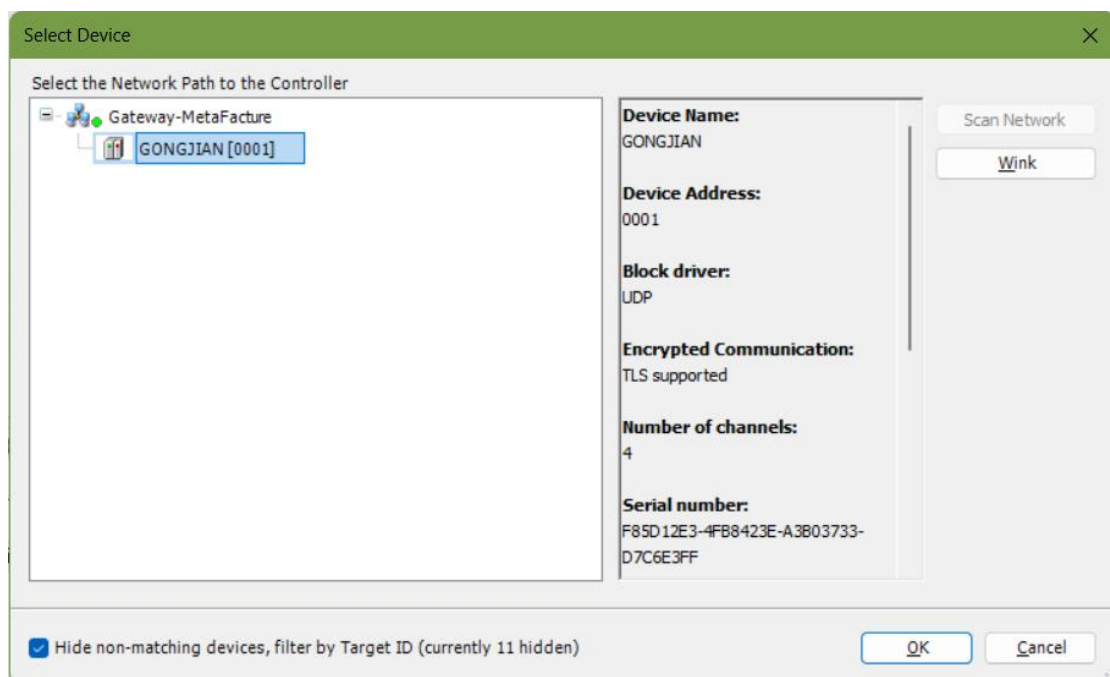 Select Device
Select the Network Path to the Controller
Gateway-MetaFacture
GONGJIAN [0001]
Device Name:
GONGJIAN
Device Address:
0001
Block driver:
UDP
Encrypted Communication:
TLS supported
Number of channels:
4
Serial number:
F85D12E3-4FB8423E-A3B03733-
D7C6E3FF
Scan Network
Wink
Hide non-matching devices, filter by Target ID (currently 11 hidden)
OK
Cancel